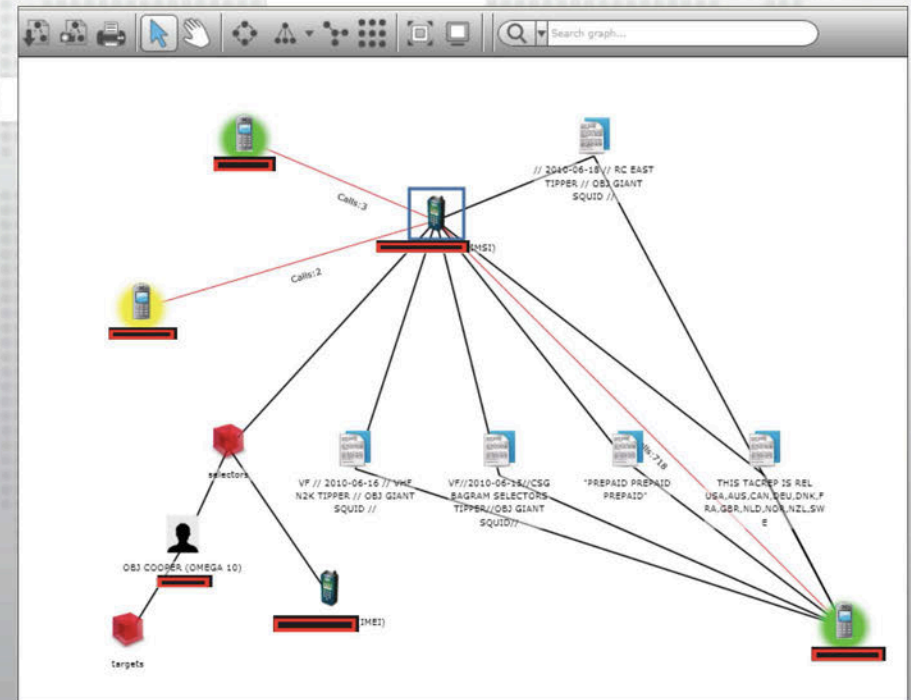 Search graph...
// 2010-06-18 // RC EAST
TIPPER // OBJ GIANT
SQUID //
Calls:3
(IMSI)
Calls:2
selectors
VF // 2010-06-16 // VHF
N2K TIPPER // OBJ GIANT
SQUID //
VF//2010-06-15//CSG
BAGRAM SELECTORS
TIPPER//OBJ GIANT
SQUID//
"PREPAID PREPAID
PREPAID"
Calls:718
THIS TACREP IS REL
USA,AUS,CAN,DEU,DNK,F
RA,GBR,NLD,NOR,NZL,SW
E
OBJ COOPER (OMEGA 10)
IMEI)
targets